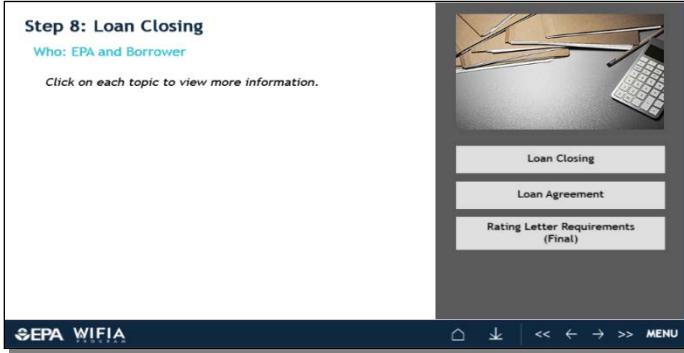 Step 8: Loan Closing
Who: EPA and Borrower
Click on each topic to view more information.
Loan Closing
Loan Agreement
Rating Letter Requirements
(Final)
EPA WIFIA
PROGRAM
<< ← → >> MENU